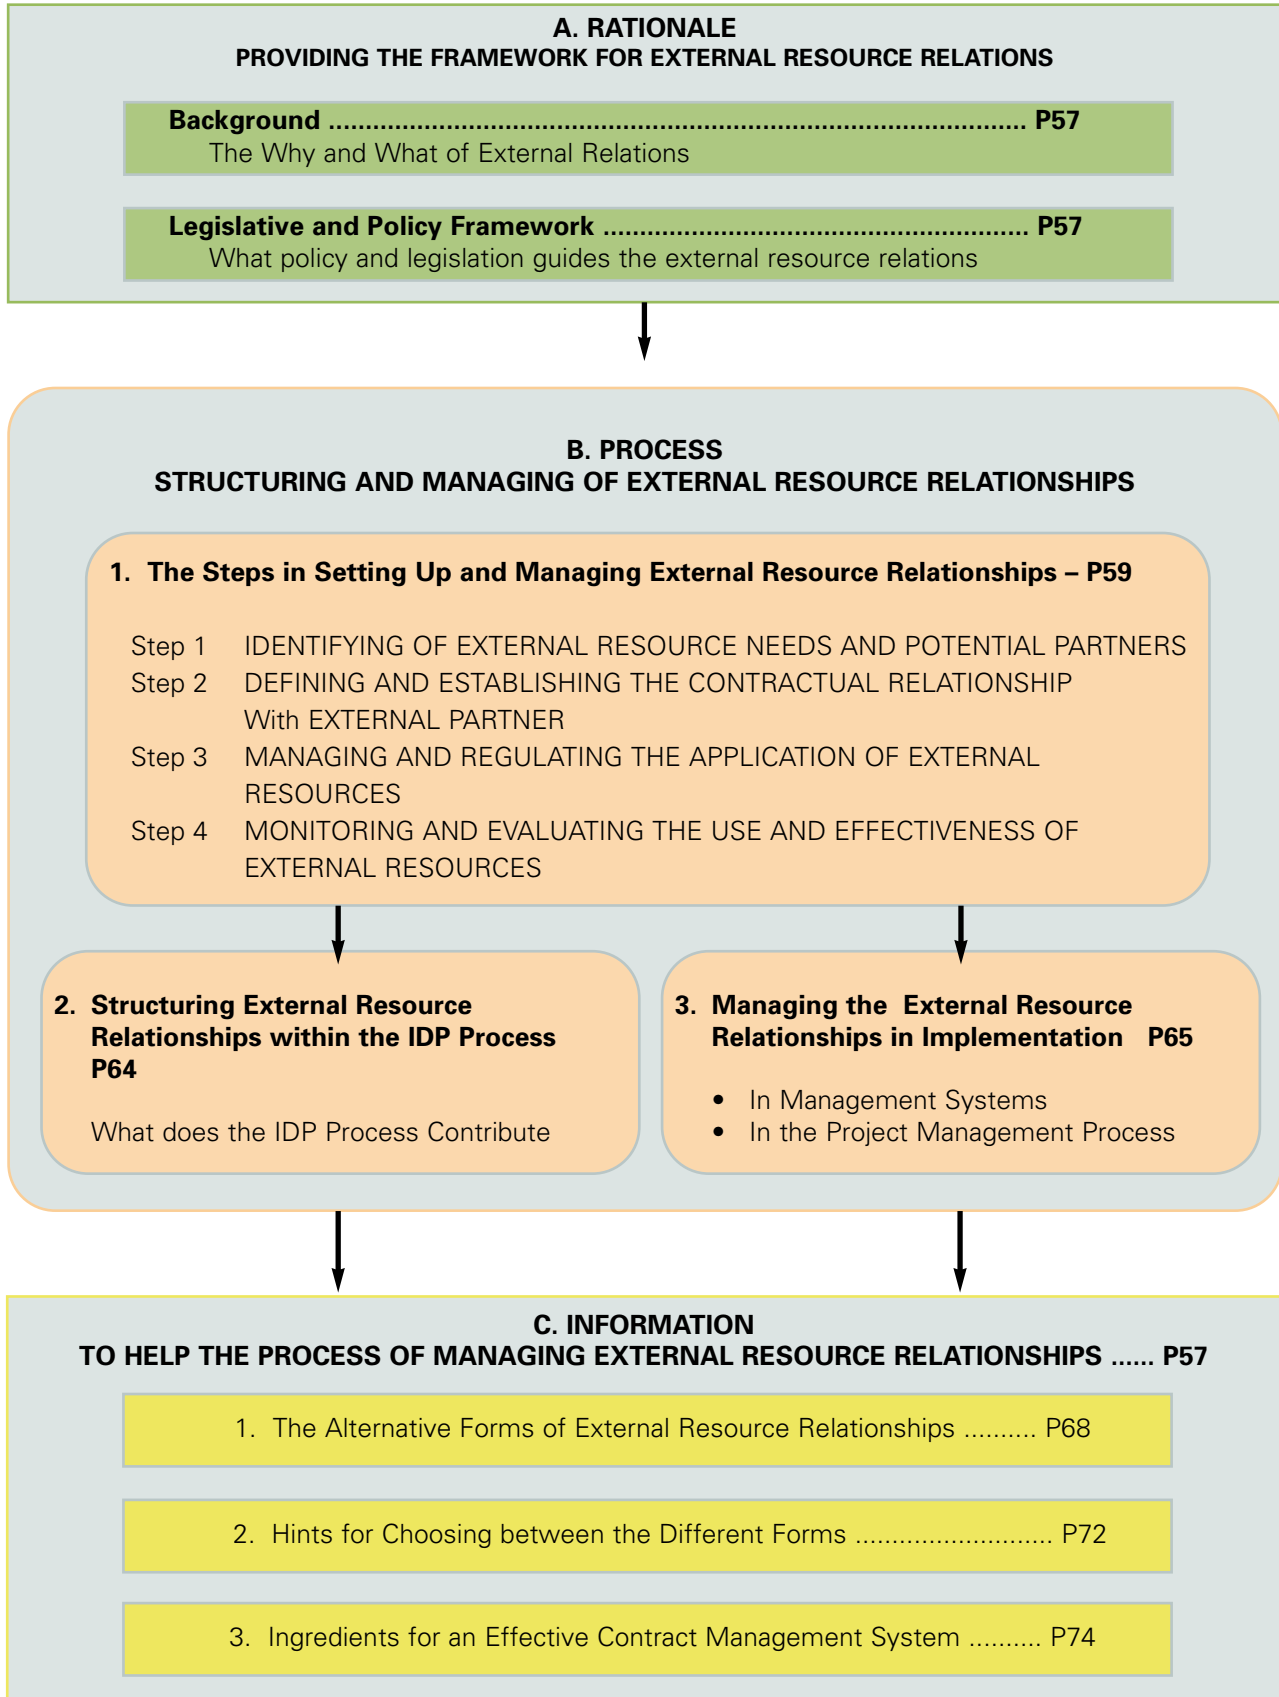 A. RATIONALE
PROVIDING THE FRAMEWORK FOR EXTERNAL RESOURCE RELATIONS
Background ................................................................................................ P57
The Why and What of External Relations
Legislative and Policy Framework .......................................................... P57
What policy and legislation guides the external resource relations
B. PROCESS
STRUCTURING AND MANAGING OF EXTERNAL RESOURCE RELATIONSHIPS
1. The Steps in Setting Up and Managing External Resource Relationships – P59
Step 1 IDENTIFYING OF EXTERNAL RESOURCE NEEDS AND POTENTIAL PARTNERS
Step 2 DEFINING AND ESTABLISHING THE CONTRACTUAL RELATIONSHIP
With EXTERNAL PARTNER
Step 3 MANAGING AND REGULATING THE APPLICATION OF EXTERNAL
RESOURCES
Step 4 MONITORING AND EVALUATING THE USE AND EFFECTIVENESS OF
EXTERNAL RESOURCES
2. Structuring External Resource
Relationships within the IDP Process
P64
What does the IDP Process Contribute
3. Managing the External Resource
Relationships in Implementation P65
• In Management Systems
• In the Project Management Process
C. INFORMATION
TO HELP THE PROCESS OF MANAGING EXTERNAL RESOURCE RELATIONSHIPS ...... P57
1. The Alternative Forms of External Resource Relationships .......... P68
2. Hints for Choosing between the Different Forms ........................... P72
3. Ingredients for an Effective Contract Management System .......... P74